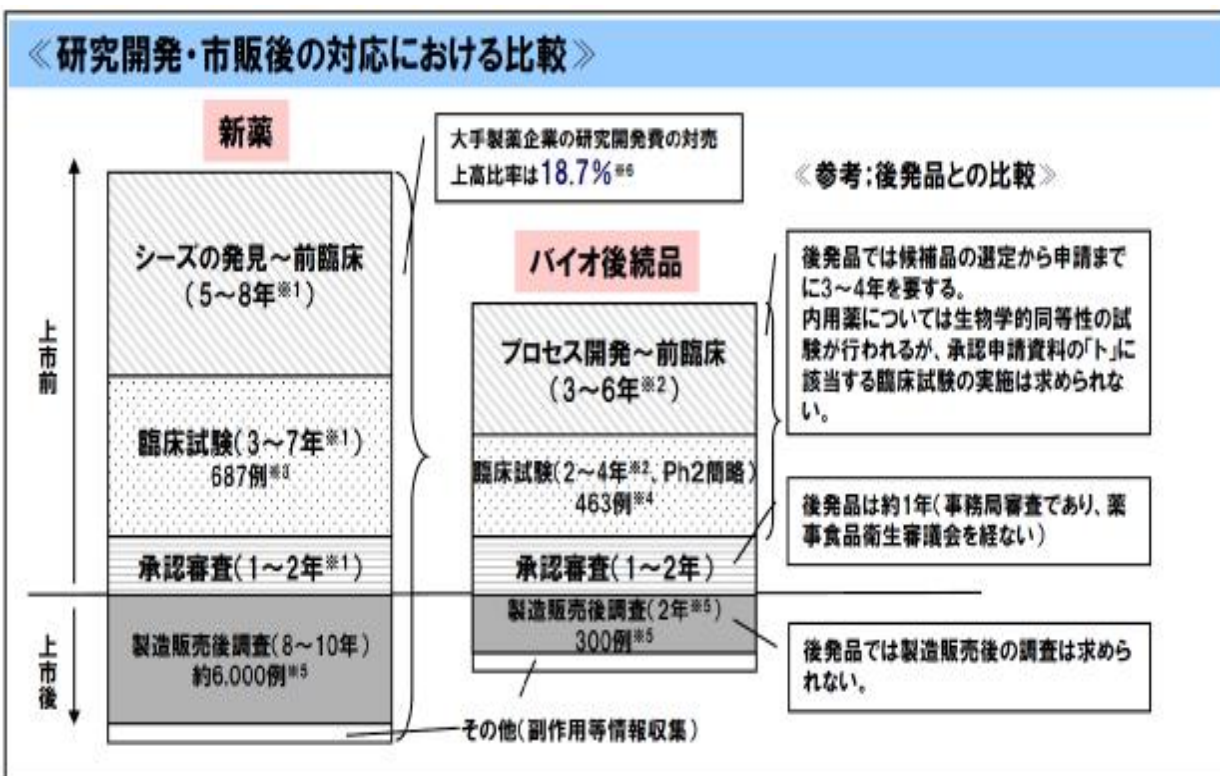 ≪研究開発・市販後の対応における比較≫
新薬
大手製薬企業の研究開発費の対売
上高比率は18.7%※6
≪参考;後発品との比較≫
上市前
シーズの発見～前臨床
(5～8年※1)
臨床試験(3～7年※1)
687例※3
承認審査(1～2年※1)
バイオ後続品
プロセス開発～前臨床
(3～6年※2)
臨床試験(2～4年※2、Ph2簡略)
463例※4
承認審査(1～2年)
後発品では候補品の選定から申請まで
に3～4年を要する。
内用薬については生物学的同等性の試
験が行われるが、承認申請資料の「ト」に
該当する臨床試験の実施は求められな
い。
後発品は約1年(事務局審査であり、薬
事食品衛生審議会を経ない)
上市後
製造販売後調査(8～10年)
約6,000例※5
製造販売後調査(2年※5)
300例※5
後発品では製造販売後の調査は求めら
れない。
その他(副作用等情報収集)